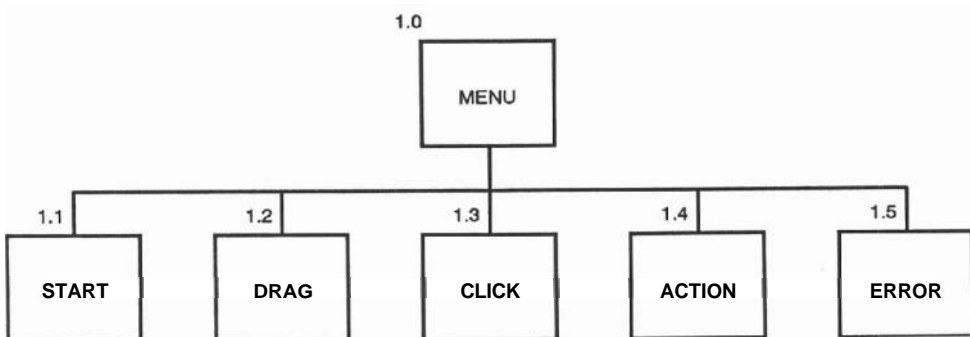 1.0
MENU
1.1 1.2 1.3 1.4 1.5
START DRAG CLICK ACTION ERROR